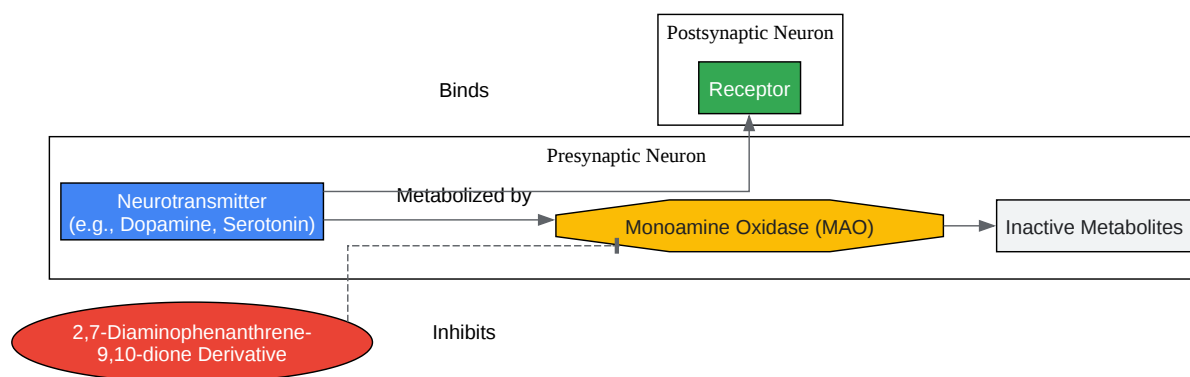 Postsynaptic Neuron
Receptor
Binds
Presynaptic Neuron
Neurotransmitter
(e.g., Dopamine, Serotonin)
Metabolized by
Monoamine Oxidase (MAO)
Inactive Metabolites
2,7-Diaminophenanthrene-
9,10-dione Derivative
Inhibits